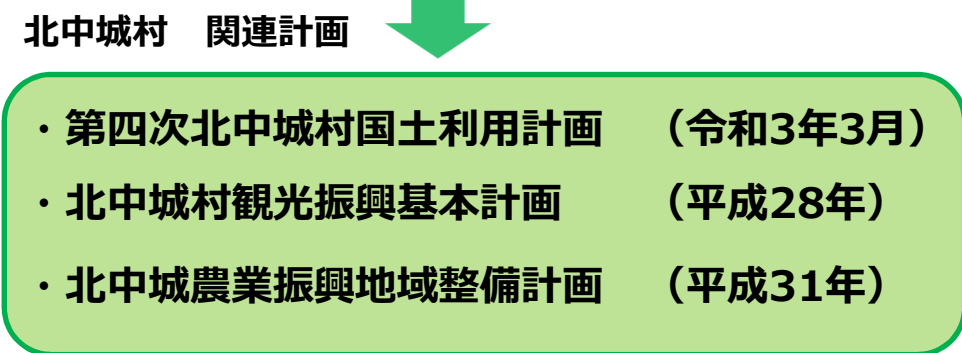 北中城村　関連計画
・第四次北中城村国土利用計画　（令和3年3月）
・北中城村観光振興基本計画　（平成28年）
・北中城農業振興地域整備計画　（平成31年）